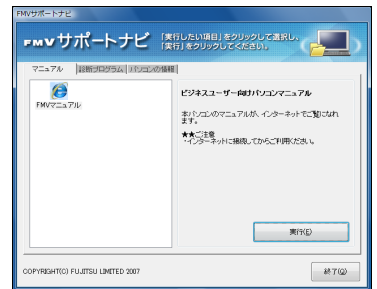 FMVサポートナビ
FMVサポートナビ
[実行したい項目]をクリックして選択し、
[実行]をクリックしてください。
マニュアル 診断プログラム パソコンの情報
FMVマニュアル
ビジネスユーザー向けパソコンマニュアル
本パソコンのマニュアルが、インターネットでご覧になれ
ます。
★★ご注意
・インターネットに接続してからご利用ください。
実行(E)
COPYRIGHT(C) FUJITSU LIMITED 2007
終了(Q)